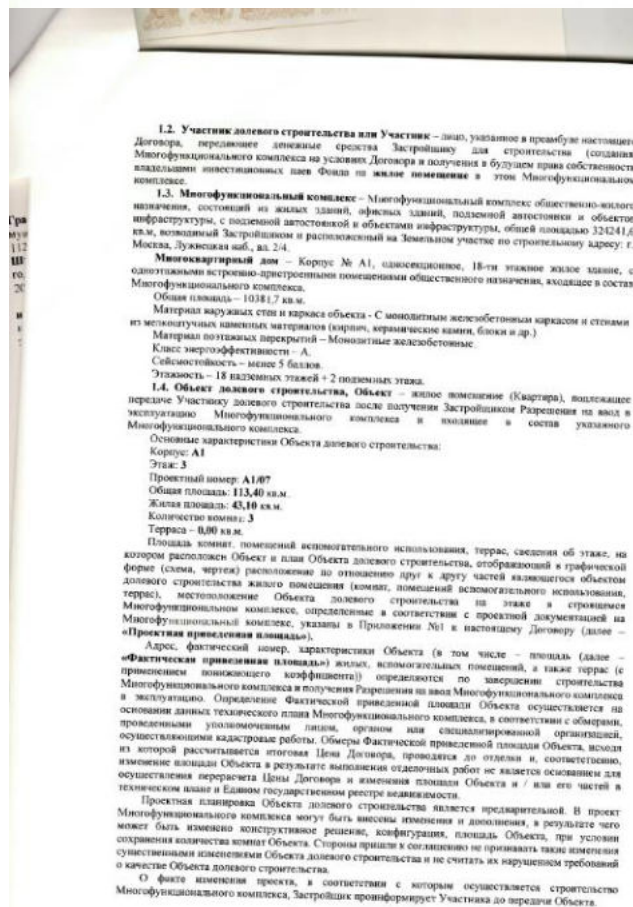 1.2. Участник долевого строительства или Участник – лицо, указанное в преамбуле настоящего
Договора, передающее денежные средства Застройщику для строительства (создания)
Многофункционального комплекса на условиях Договора и получения в будущем права собственности
владельцами инвестиционных паев Фонда на жилое помещение в этом Многофункциональном
комплексе.
1.3. Многофункциональный комплекс – Многофункциональный комплекс общественно-жилого
назначения, состоящий из жилых зданий, офисных зданий, подземной автостоянки и объектов
инфраструктуры, с подземной автостоянкой и объектами инфраструктуры, общей площадью 324241,6
кв.м, возводимый Застройщиком и расположенный на Земельном участке по строительному адресу: г.
Москва, Лужнецкая наб., вл. 2/4.
Многоквартирный дом – Корпус № А1, односекционное, 18-ти этажное жилое здание, с
одноэтажными встроенно-пристроенными помещениями общественного назначения, входящее в состав
Многофункционального комплекса.
Общая площадь – 10381,7 кв.м.
Материал наружных стен и каркаса объекта - С монолитным железобетонным каркасом и стенами
из мелкоштучных каменных материалов (кирпич, керамические камни, блоки и др.)
Материал поэтажных перекрытий – Монолитные железобетонные.
Класс энергоэффективности – А.
Сейсмостойкость – менее 5 баллов.
Этажность – 18 надземных этажей + 2 подземных этажа.
1.4. Объект долевого строительства, Объект – жилое помещение (Квартира), подлежащее
передаче Участнику долевого строительства после получения Застройщиком Разрешения на ввод в
эксплуатацию Многофункционального комплекса и входящее в состав указанного
Многофункционального комплекса.
Основные характеристики Объекта долевого строительства:
Корпус: А1
Этаж: 3
Проектный номер: А1/07
Общая площадь: 113,40 кв.м.
Жилая площадь: 43,10 кв.м.
Количество комнат: 3
Терраса – 0,00 кв.м.
Площадь комнат, помещений вспомогательного использования, террас, сведения об этаже, на
котором расположен Объект и план Объекта долевого строительства, отображающий в графической
форме (схема, чертеж) расположение по отношению друг к другу частей являющегося объектом
долевого строительства жилого помещения (комнат, помещений вспомогательного использования,
террас), местоположение Объекта долевого строительства на этаже в строящемся
Многофункциональном комплексе, определенные в соответствии с проектной документацией на
Многофункциональный комплекс, указаны в Приложении №1 к настоящему Договору (далее –
«Проектная приведенная площадь»).
Адрес, фактический номер, характеристики Объекта (в том числе – площадь (далее –
«Фактическая приведенная площадь») жилых, вспомогательных помещений, а также террас (с
применением понижающего коэффициента)) определяются по завершении строительства
Многофункционального комплекса и получения Разрешения на ввод Многофункционального комплекса
в эксплуатацию. Определение Фактической приведенной площади Объекта осуществляется на
основании данных технического плана Многофункционального комплекса, в соответствии с обмерами,
проведенными уполномоченным лицом, органом или специализированной организацией,
осуществляющими кадастровые работы. Обмеры Фактической приведенной площади Объекта, исходя
из которой рассчитывается итоговая Цена Договора, проводятся до отделки и, соответственно,
изменение площади Объекта в результате выполнения отделочных работ не является основанием для
осуществления перерасчета Цены Договора и изменения площади Объекта и / или его частей в
техническом плане и Едином государственном реестре недвижимости.
Проектная планировка Объекта долевого строительства является предварительной. В проект
Многофункционального комплекса могут быть внесены изменения и дополнения, в результате чего
может быть изменено конструктивное решение, конфигурация, площадь Объекта, при условии
сохранения количества комнат Объекта. Стороны пришли к соглашению не признавать такие изменения
существенными изменениями Объекта долевого строительства и не считать их нарушением требований
о качестве Объекта долевого строительства.
О факте изменения проекта, в соответствии с которым осуществляется строительство
Многофункционального комплекса, Застройщик проинформирует Участника до передачи Объекта.